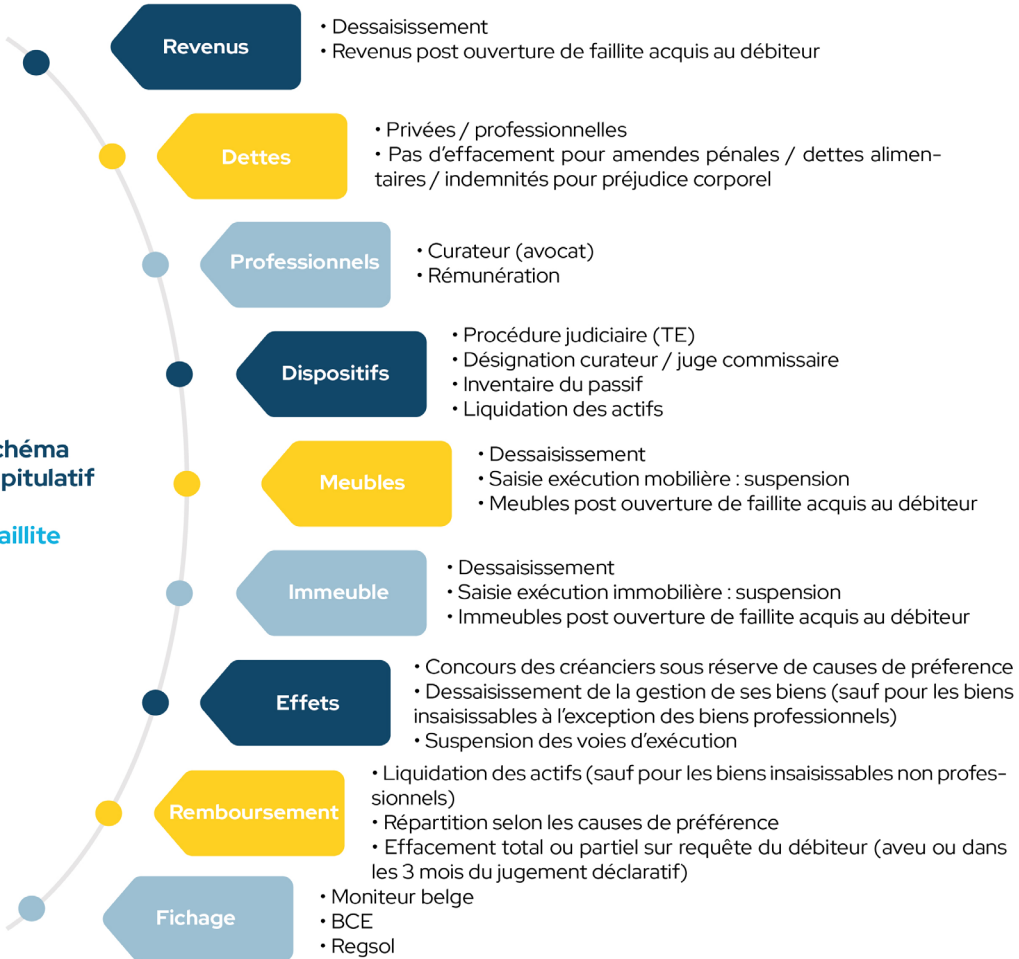 Revenus
• Dessaisissement
• Revenus post ouverture de faillite acquis au débiteur
Dettes
• Privées / professionnelles
• Pas d'effacement pour amendes pénales / dettes alimen-
taires / indemnités pour préjudice corporel
Professionnels
• Curateur (avocat)
• Rémunération
Dispositifs
• Procédure judiciaire (TE)
• Désignation curateur / juge commissaire
• Inventaire du passif
• Liquidation des actifs
chéma
pitulatif
aillite
Meubles
• Dessaisissement
• Saisie exécution mobilière : suspension
• Meubles post ouverture de faillite acquis au débiteur
Immeuble
• Dessaisissement
• Saisie exécution immobilière : suspension
• Immeubles post ouverture de faillite acquis au débiteur
Effets
• Concours des créanciers sous réserve de causes de préference
• Dessaisissement de la gestion de ses biens (sauf pour les biens
insaisissables à l'exception des biens professionnels)
• Suspension des voies d'exécution
Remboursement
• Liquidation des actifs (sauf pour les biens insaisissables non profes-
sionnels)
• Répartition selon les causes de préférence
• Effacement total ou partiel sur requête du débiteur (aveu ou dans
les 3 mois du jugement déclaratif)
Fichage
• Moniteur belge
• BCE
• Regsol